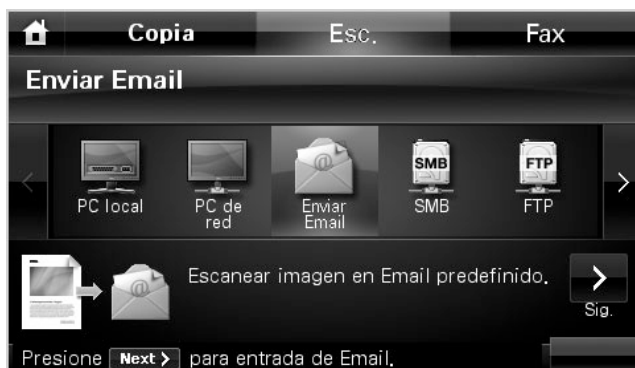 Copia Esc. Fax
Enviar Email
SMB FTP
PC local PC de red Enviar Email SMB FTP
Escanear imagen en Email predefinido.
Sig.
Presione Next > para entrada de Email.